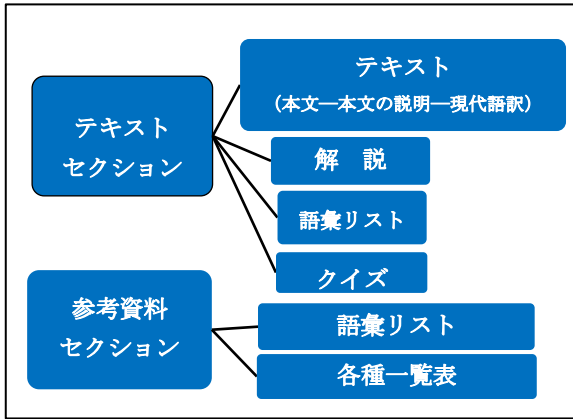 テキスト
セクション
テキスト
(本文―本文の説明―現代語訳)
解 説
語彙リスト
クイズ
参考資料
セクション
語彙リスト
各種一覧表